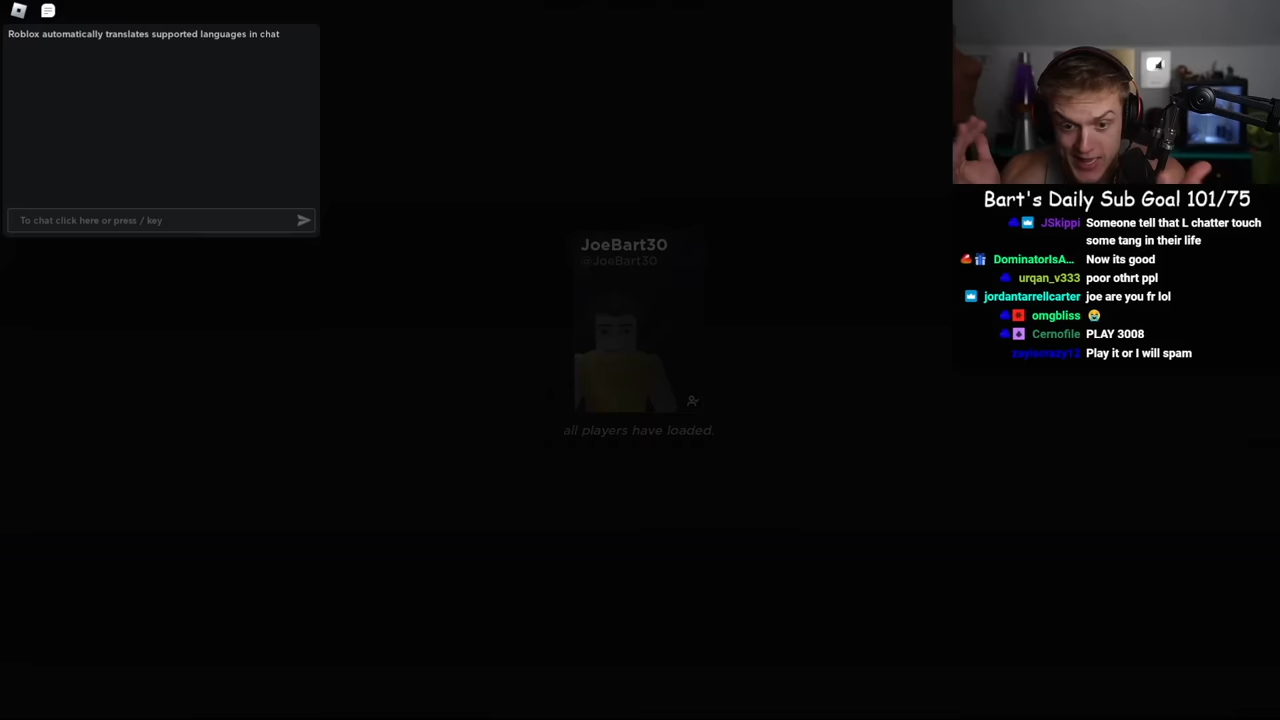 Roblox automatically translates supported languages in chat
To chat click here or press / key
JoeBart30
@JoeBart30
all players have loaded.
Bart's Daily Sub Goal 101/75
JSkippi Someone tell that L chatter touch
some tang in their life
DominatorIsA... Now its good
urqan_v333 poor othrt ppl
jordantarrellcarter joe are you fr lol
omgbliss 😭
Cernofile PLAY 3008
zaylencazy12 Play it or I will spam